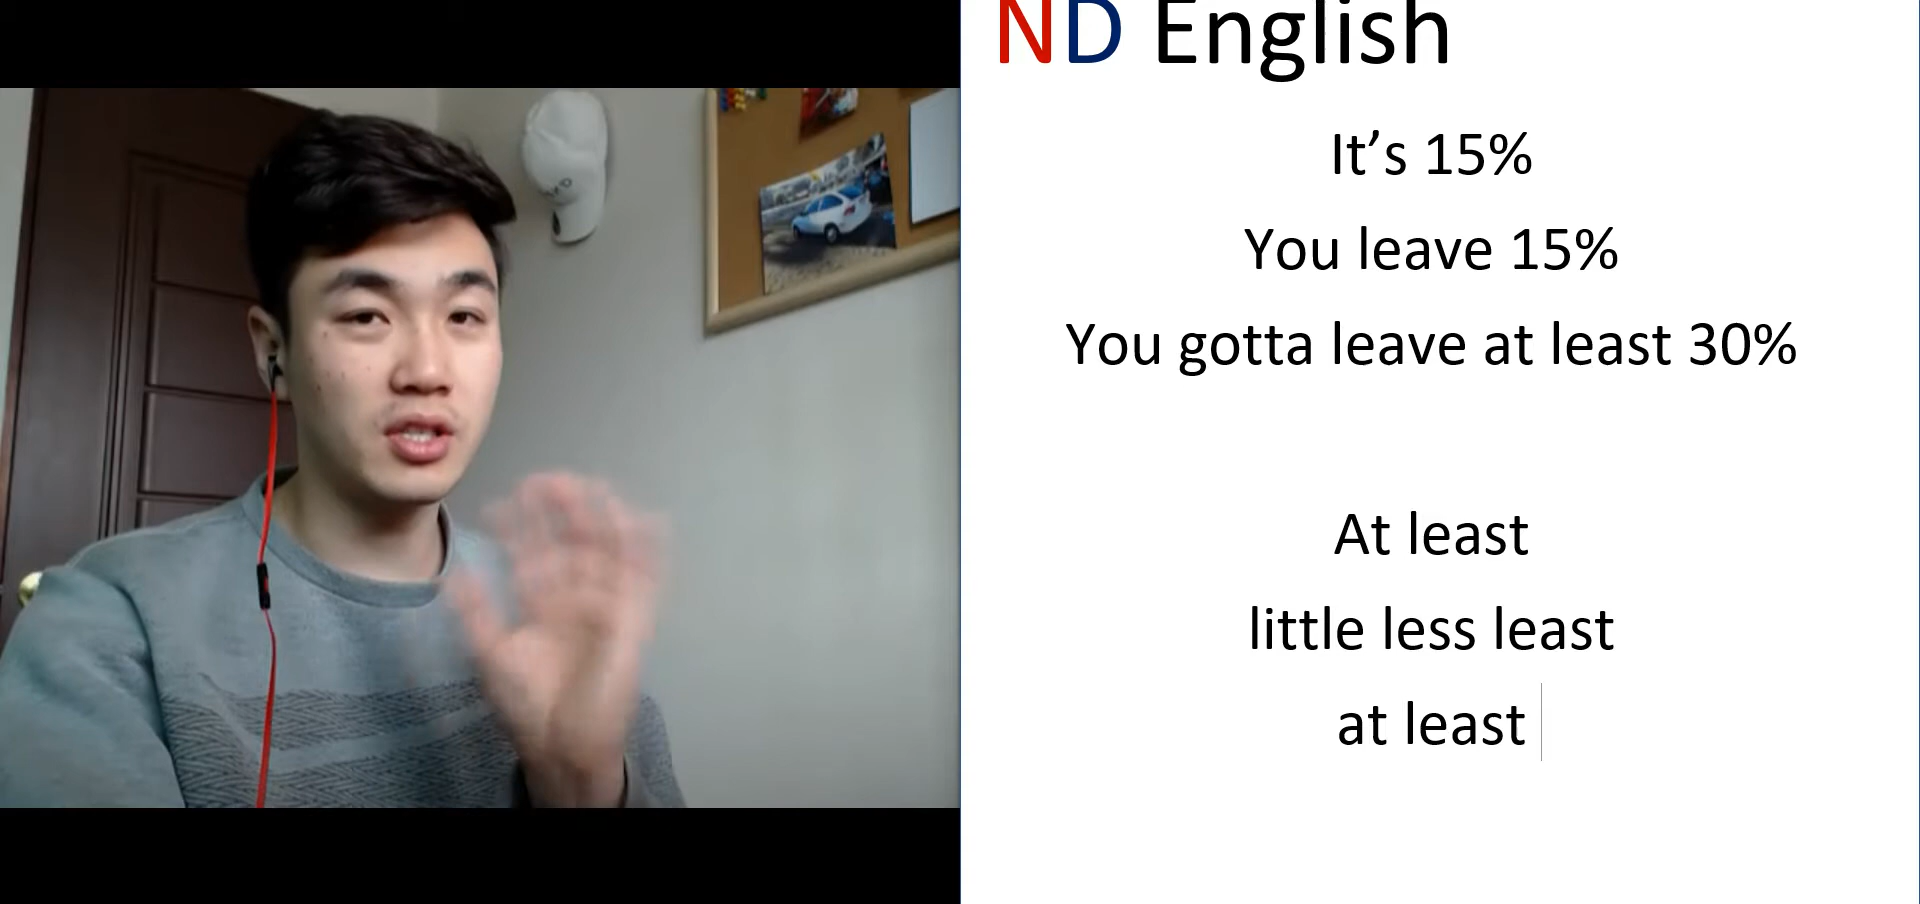 ND English
It’s 15%
You leave 15%
You gotta leave at least 30%
At least
little less least
at least